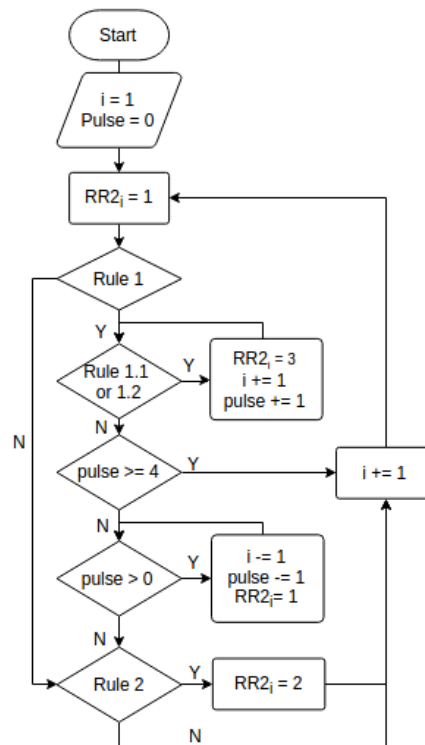 Start
i = 1
Pulse = 0
RR2i = 1
Rule 1
Y
Rule 1.1
or 1.2
Y
RR2i = 3
i += 1
pulse += 1
N
N
pulse >= 4
Y
i += 1
N
pulse > 0
Y
i -= 1
pulse -= 1
RR2i= 1
N
Rule 2
Y
RR2i = 2
N